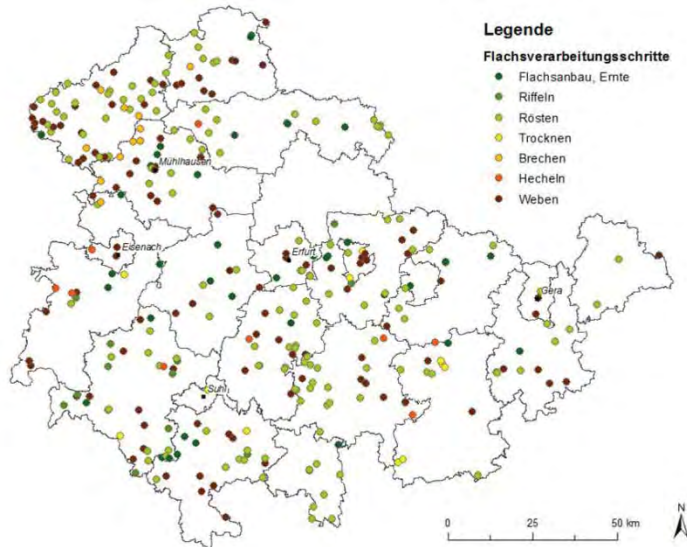 Legende
Flachsverarbeitungsschritte
Flachsanbau, Ernte
Riffeln
Rösten
Trocknen
Brechen
Hecheln
Weben
Mühlhausen
Eisenach
Erfurt
Gera
Suhl
N
0 25 50 km